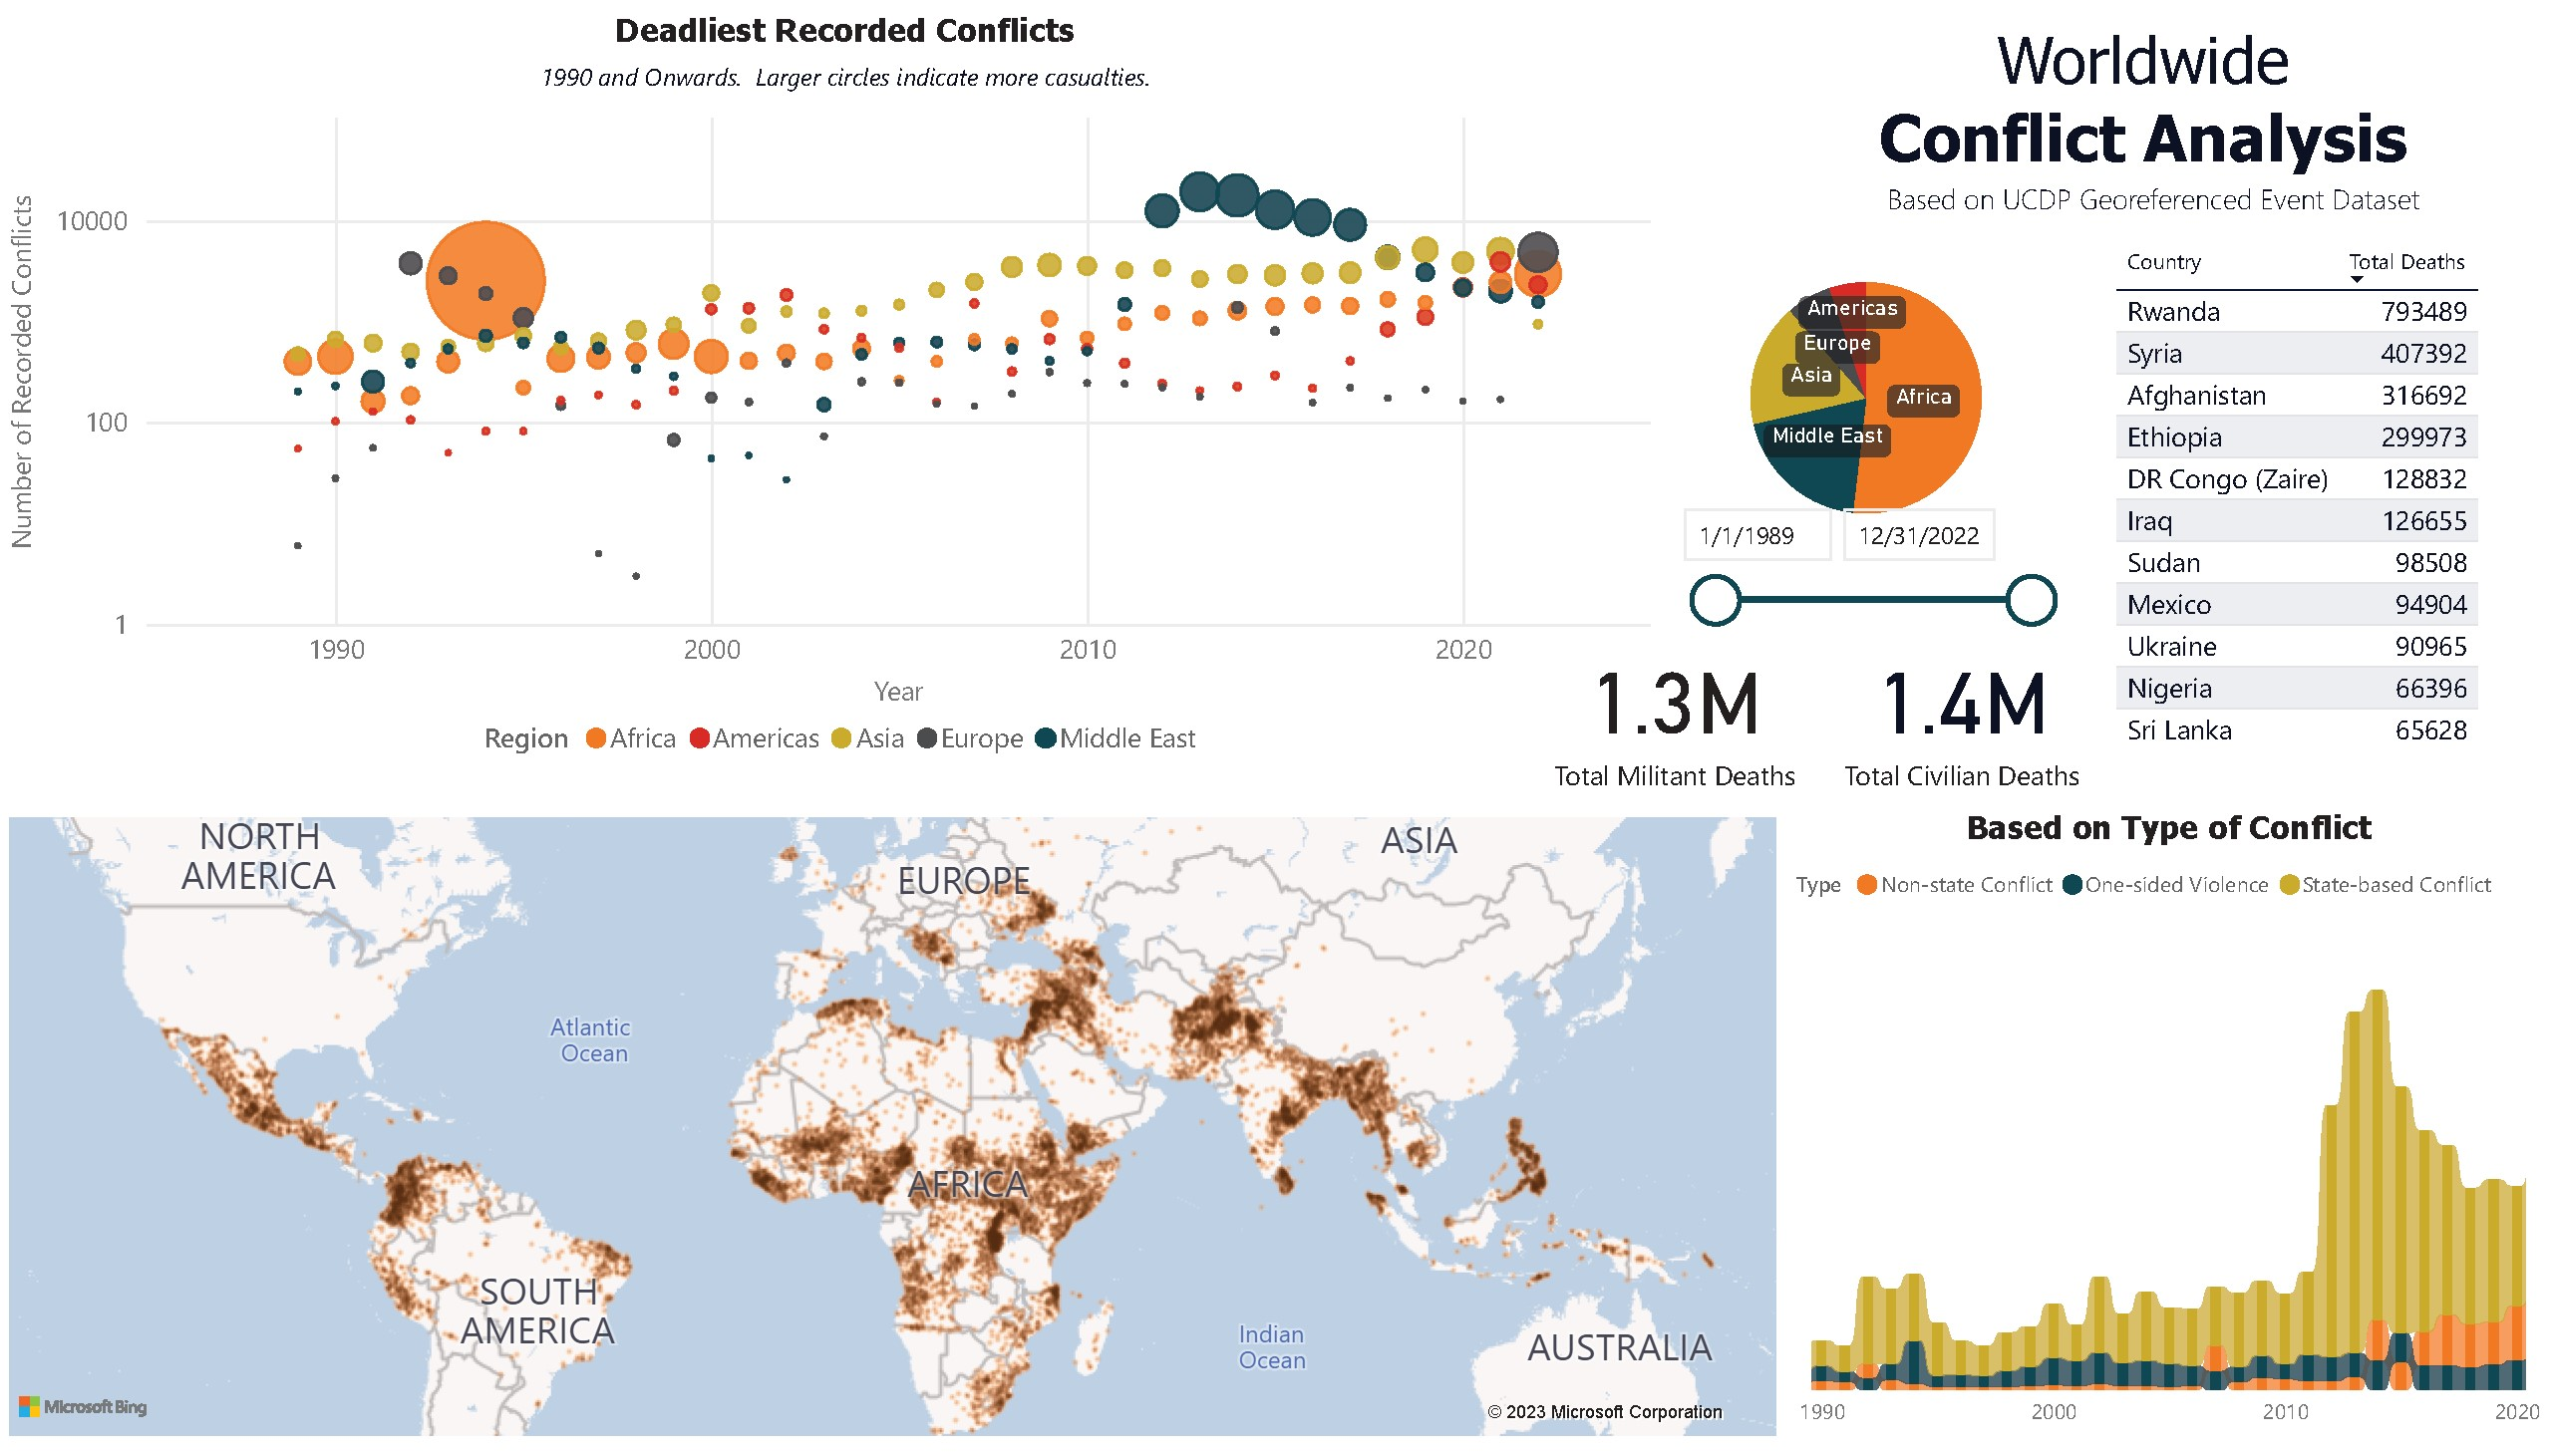 Deadliest Recorded Conflicts
1990 and Onwards. Larger circles indicate more casualties.
Number of Recorded Conflicts
10000
100
1
1990
2000
2010
2020
Year
Region Africa Americas Asia Europe Middle East
Worldwide
Conflict Analysis
Based on UCDP Georeferenced Event Dataset
Americas
Europe
Asia
Africa
Middle East
1/1/1989
12/31/2022
1.3M
Total Militant Deaths
1.4M
Total Civilian Deaths
Country Total Deaths
Rwanda 793489
Syria 407392
Afghanistan 316692
Ethiopia 299973
DR Congo (Zaire) 128832
Iraq 126655
Sudan 98508
Mexico 94904
Ukraine 90965
Nigeria 66396
Sri Lanka 65628
NORTH
AMERICA
EUROPE
ASIA
Atlantic
Ocean
AFRICA
SOUTH
AMERICA
Indian
Ocean
AUSTRALIA
Microsoft Bing
© 2023 Microsoft Corporation
Based on Type of Conflict
Type Non-state Conflict One-sided Violence State-based Conflict
1990
2000
2010
2020